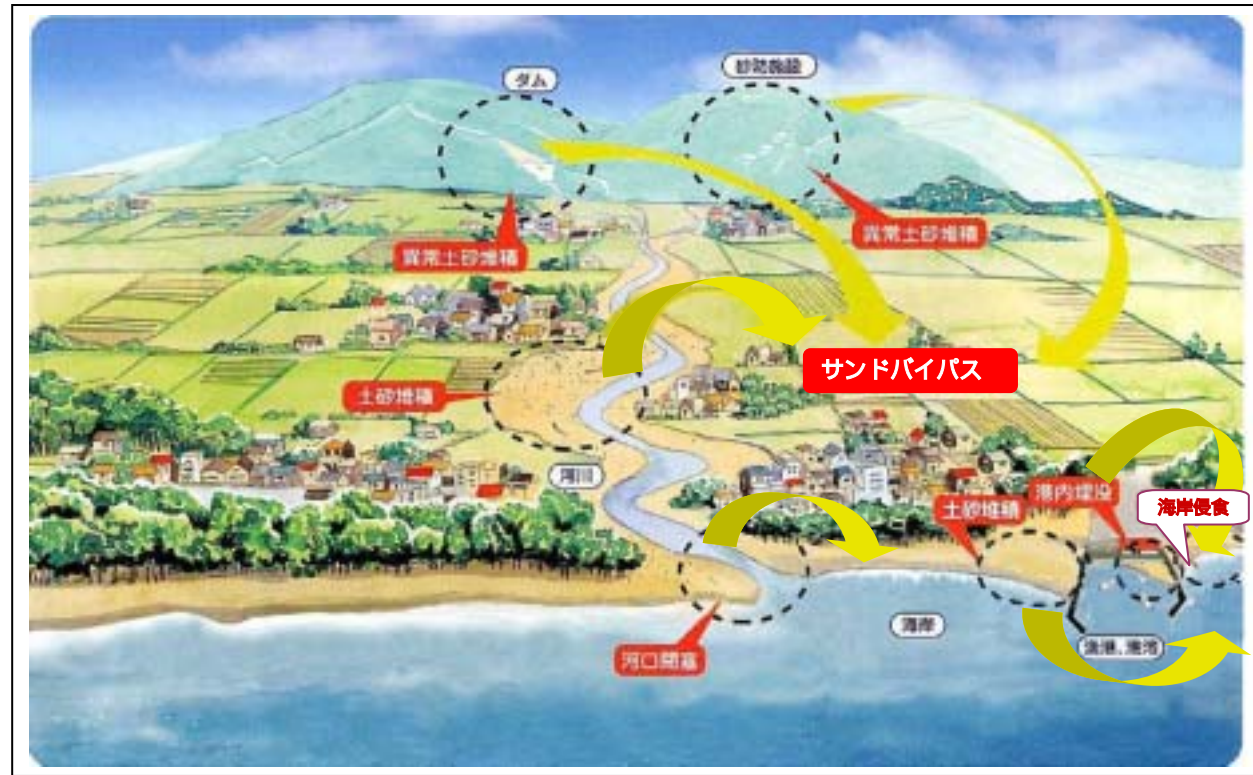 ダム
砂防施設
異常土砂堆積
異常土砂堆積
サンドバイパス
土砂堆積
河川
土砂堆積
港内埋没
海岸侵食
海岸
漁港、港湾
河口閉塞